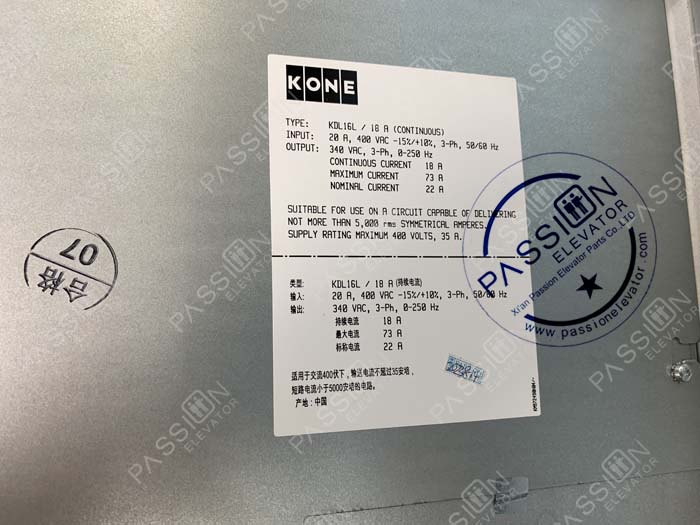 KONE
TYPE: KDL16L / 18 A (CONTINUOUS)
INPUT: 20 A, 400 VAC -15%/+10%, 3-Ph, 50/60 Hz
OUTPUT: 340 VAC, 3-Ph, 0-250 Hz
CONTINUOUS CURRENT 18 A
MAXIMUM CURRENT 73 A
NOMINAL CURRENT 22 A
SUITABLE FOR USE ON A CIRCUIT CAPABLE OF DELIVERING
NOT MORE THAN 5,000 rms SYMMETRICAL AMPERES.
SUPPLY RATING MAXIMUM 400 VOLTS, 35 A.
类型: KDL16L / 18 A (持续电流)
输入: 20 A, 400 VAC -15%/+10%, 3-Ph, 50/60 Hz
输出: 340 VAC, 3-Ph, 0-250 Hz
持续电流 18 A
最大电流 73 A
标称电流 22 A
适用于交流400伏下，输送电流不超过35安培，
短路电流小于5000安培的电路。
产地:中国
合格
07
PASSION
ELEVATOR
Xi'an Passion Elevator Parts Co.,LTD
www.passionelevator.com